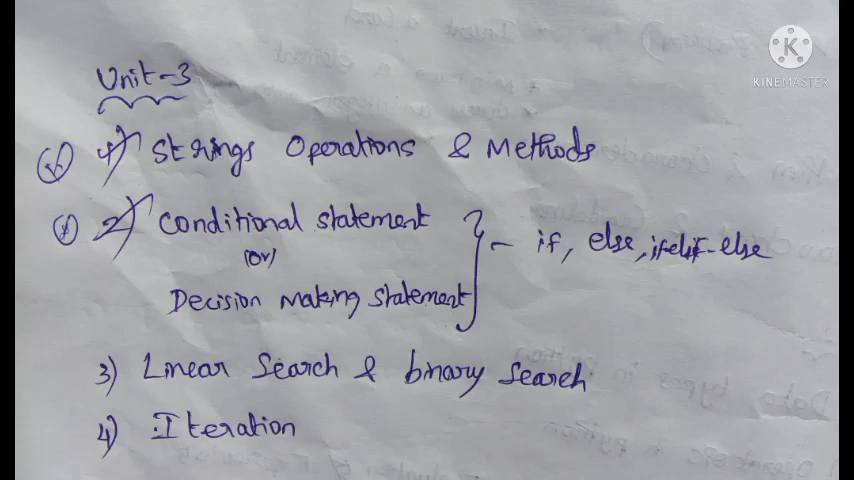 KINEMASTER
Unit-3
1) Strings Operations & Methods
2) Conditional statement
(or)
Decision Making Statement
- if, else, if-elif-else
3) Linear Search & binary Search
4) Iteration